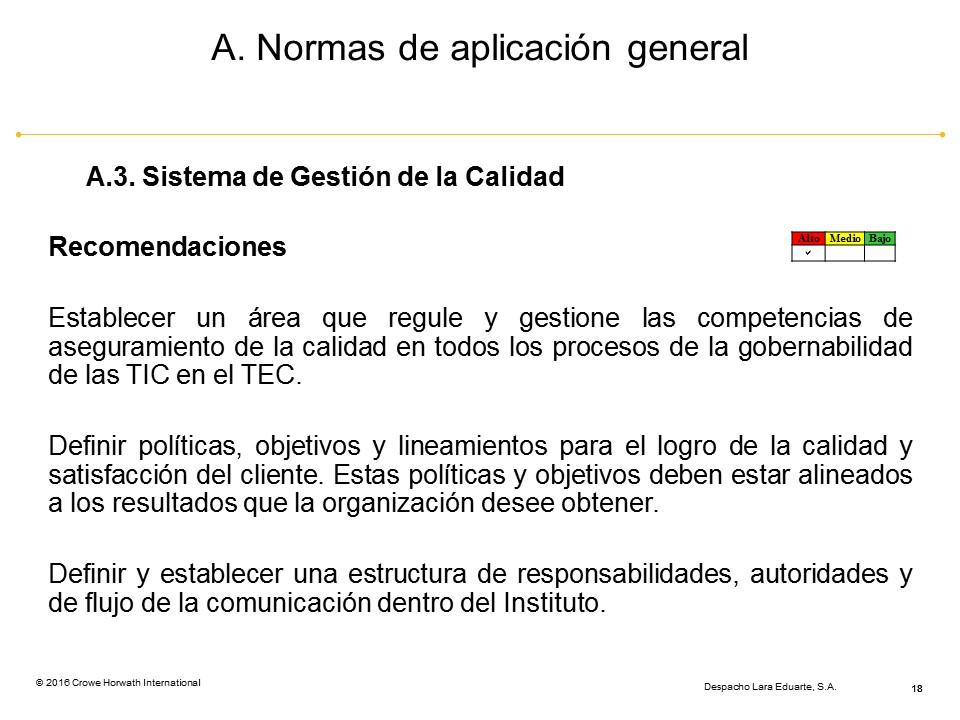 A. Normas de aplicación general
A.3. Sistema de Gestión de la Calidad
Recomendaciones
Alto Medio Bajo
✓
Establecer un área que regule y gestione las competencias de
aseguramiento de la calidad en todos los procesos de la gobernabilidad
de las TIC en el TEC.
Definir políticas, objetivos y lineamientos para el logro de la calidad y
satisfacción del cliente. Estas políticas y objetivos deben estar alineados
a los resultados que la organización desee obtener.
Definir y establecer una estructura de responsabilidades, autoridades y
de flujo de la comunicación dentro del Instituto.
© 2016 Crowe Horwath International
Despacho Lara Eduarte, S.A.
18